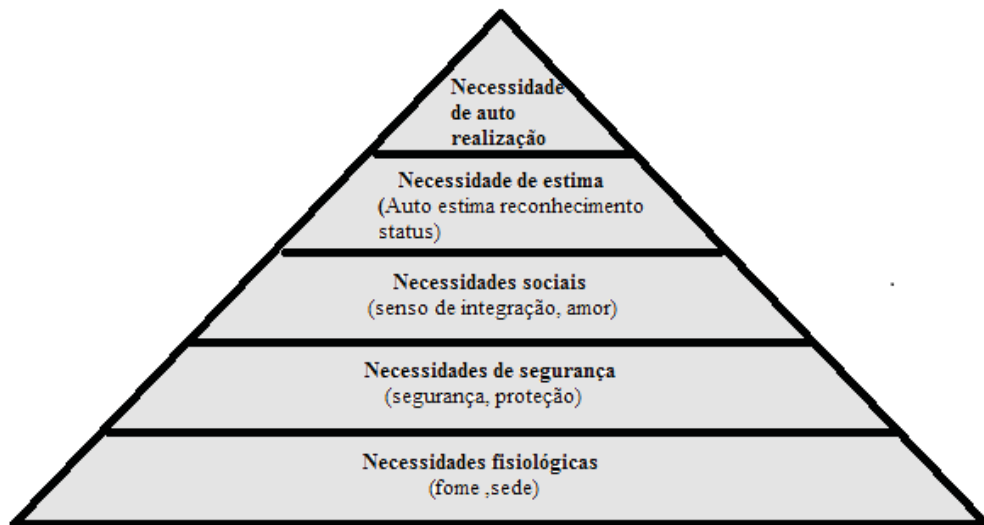 Necessidade
de auto
realização
Necessidade de estima
(Auto estima reconhecimento
status)
Necessidades sociais
(senso de integração, amor)
Necessidades de segurança
(segurança, proteção)
Necessidades fisiológicas
(fome ,sede)